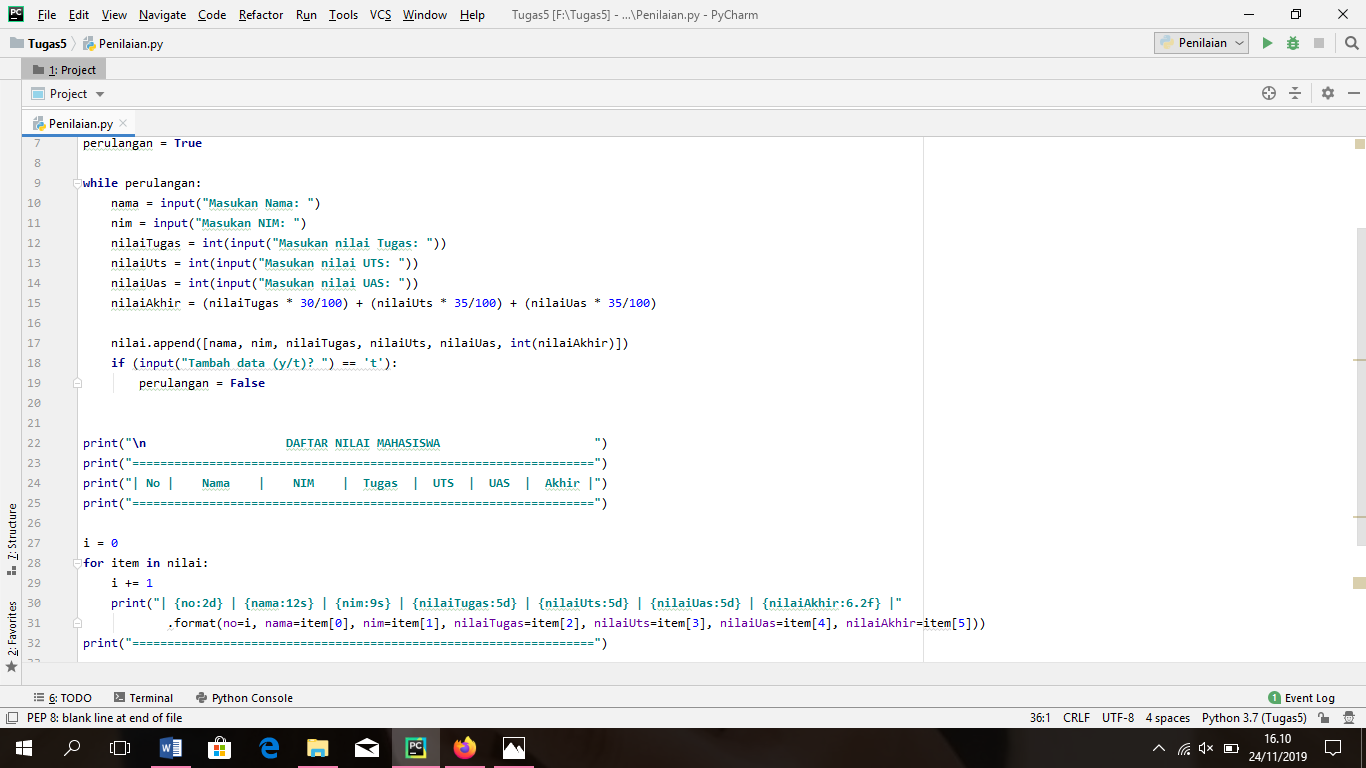 File Edit View Navigate Code Refactor Run Tools VCS Window Help Tugas5 [F:\Tugas5] - ...\Penilaian.py - PyCharm
Tugas5 Penilaian.py Penilaian
1: Project
Project
Penilaian.py
7 perulangan = True
8
9 while perulangan:
10 nama = input("Masukan Nama: ")
11 nim = input("Masukan NIM: ")
12 nilaiTugas = int(input("Masukan nilai Tugas: "))
13 nilaiUts = int(input("Masukan nilai UTS: "))
14 nilaiUas = int(input("Masukan nilai UAS: "))
15 nilaiAkhir = (nilaiTugas * 30/100) + (nilaiUts * 35/100) + (nilaiUas * 35/100)
16
17 nilai.append([nama, nim, nilaiTugas, nilaiUts, nilaiUas, int(nilaiAkhir)])
18 if (input("Tambah data (y/t)? ") == 't'):
19 perulangan = False
20
21
22 print("\n                    DAFTAR NILAI MAHASISWA                      ")
23 print("==================================================================")
24 print("| No |    Nama    |    NIM    |  Tugas  |  UTS  |  UAS  |  Akhir |")
25 print("==================================================================")
26
27 i = 0
28 for item in nilai:
29 i += 1
30 print("| {no:2d} | {nama:12s} | {nim:9s} | {nilaiTugas:5d} | {nilaiUts:5d} | {nilaiUas:5d} | {nilaiAkhir:6.2f} |"
31 .format(no=i, nama=item[0], nim=item[1], nilaiTugas=item[2], nilaiUts=item[3], nilaiUas=item[4], nilaiAkhir=item[5]))
32 print("==================================================================")
7: Structure
2: Favorites
6: TODO Terminal Python Console 1 Event Log
PEP 8: blank line at end of file 36:1 CRLF UTF-8 4 spaces Python 3.7 (Tugas5)
16.10
24/11/2019